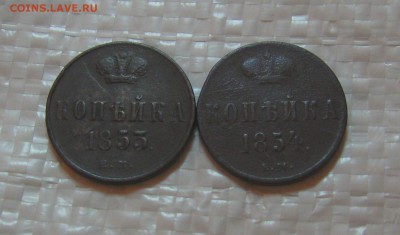 COINS.LAVE.RU
КОПѢЙКА
1853.
Е.М.
КОПѢЙКА
1854.
Е.М.